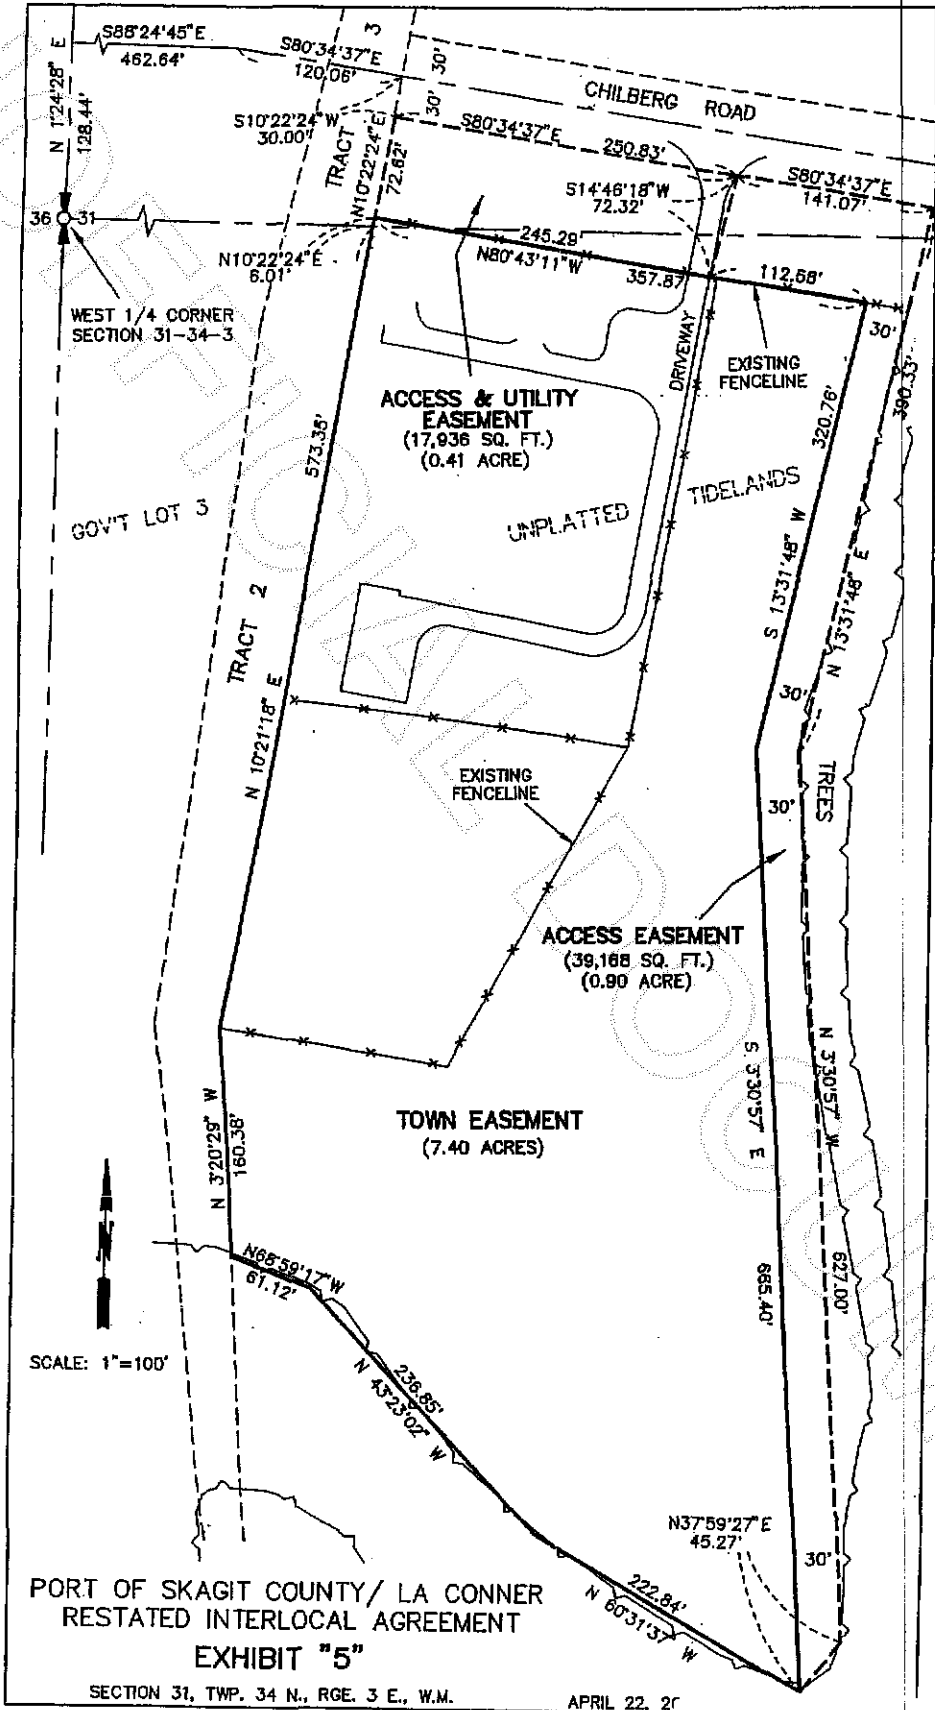 S88°24'45"E
462.64'
N 1°24'28" E
128.44'
S80°34'37"E
120.06'
3
30'
30'
CHILBERG ROAD
S10°22'24"W
30.00'
TRACT
N10°22'24"E
72.62'
S80°34'37"E
250.83'
S14°46'18"W
72.32'
S80°34'37"E
141.07'
36
31
N10°22'24"E
6.01'
245.29'
N80°43'11"W
357.87'
112.58'
30'
WEST 1/4 CORNER
SECTION 31-34-3
DRIVEWAY
EXISTING
FENCELINE
390.33'
ACCESS & UTILITY
EASEMENT
(17,936 SQ. FT.)
(0.41 ACRE)
573.35'
320.76'
GOV'T LOT 3
UNPLATTED TIDELANDS
S 13°31'48" W
N 13°31'48" E
TRACT 2
N 10°21'18" E
30'
EXISTING
FENCELINE
TREES
30'
ACCESS EASEMENT
(39,168 SQ. FT.)
(0.90 ACRE)
S 3°30'57" E
N 3°30'57" W
TOWN EASEMENT
(7.40 ACRES)
N 3°20'29" W
160.38'
N68°59'17"W
61.12'
665.40'
627.00'
SCALE: 1"=100'
236.85'
N 43°23'02" W
N37°59'27"E
45.27'
30'
222.84'
N 60°31'37" W
PORT OF SKAGIT COUNTY/ LA CONNER
RESTATED INTERLOCAL AGREEMENT
EXHIBIT "5"
SECTION 31, TWP. 34 N., RGE. 3 E., W.M.
APRIL 22, 2